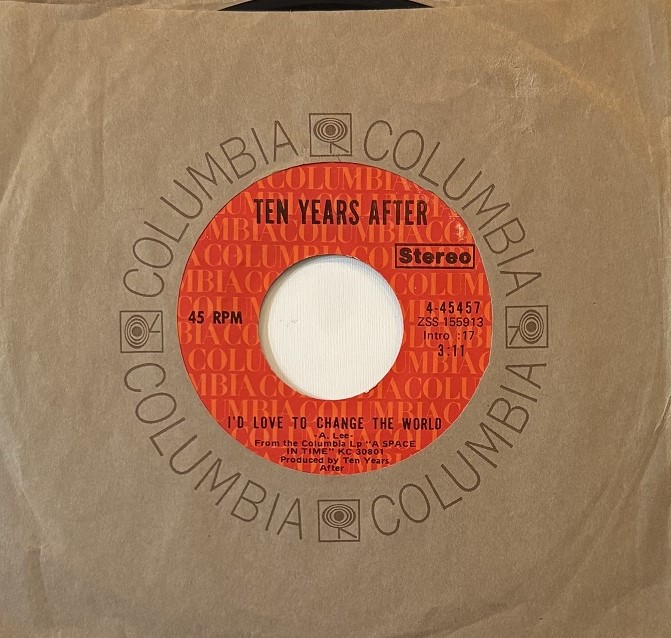 COLUMBIA
COLUMBIA
COLUMBIA
COLUMBIA
TEN YEARS AFTER
Stereo
45 RPM
4-45457
ZSS-155913
Intro :17
3:11
I'D LOVE TO CHANGE THE WORLD
-A. Lee-
From the Columbia Lp "A SPACE
IN TIME" KC 30801
Produced by Ten Years
After